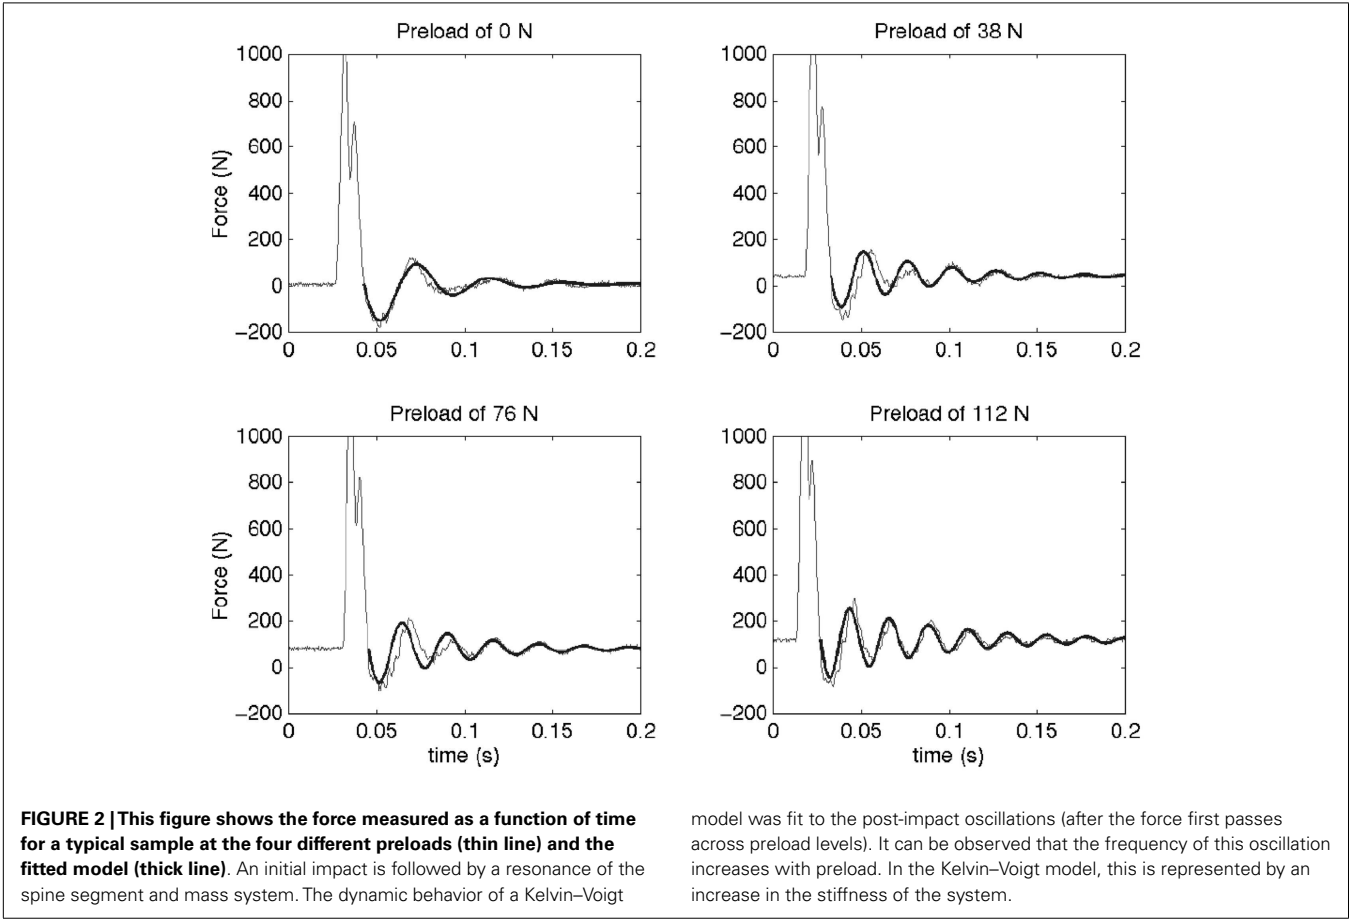 Preload of 0 N
1000
800
600
400
200
0
−200
Force (N)
0 0.05 0.1 0.15 0.2
Preload of 38 N
1000
800
600
400
200
0
−200
0 0.05 0.1 0.15 0.2
Preload of 76 N
1000
800
600
400
200
0
−200
Force (N)
0 0.05 0.1 0.15 0.2
time (s)
Preload of 112 N
1000
800
600
400
200
0
−200
0 0.05 0.1 0.15 0.2
time (s)
FIGURE 2 | This figure shows the force measured as a function of time
for a typical sample at the four different preloads (thin line) and the
fitted model (thick line). An initial impact is followed by a resonance of the
spine segment and mass system. The dynamic behavior of a Kelvin–Voigt
model was fit to the post-impact oscillations (after the force first passes
across preload levels). It can be observed that the frequency of this oscillation
increases with preload. In the Kelvin–Voigt model, this is represented by an
increase in the stiffness of the system.